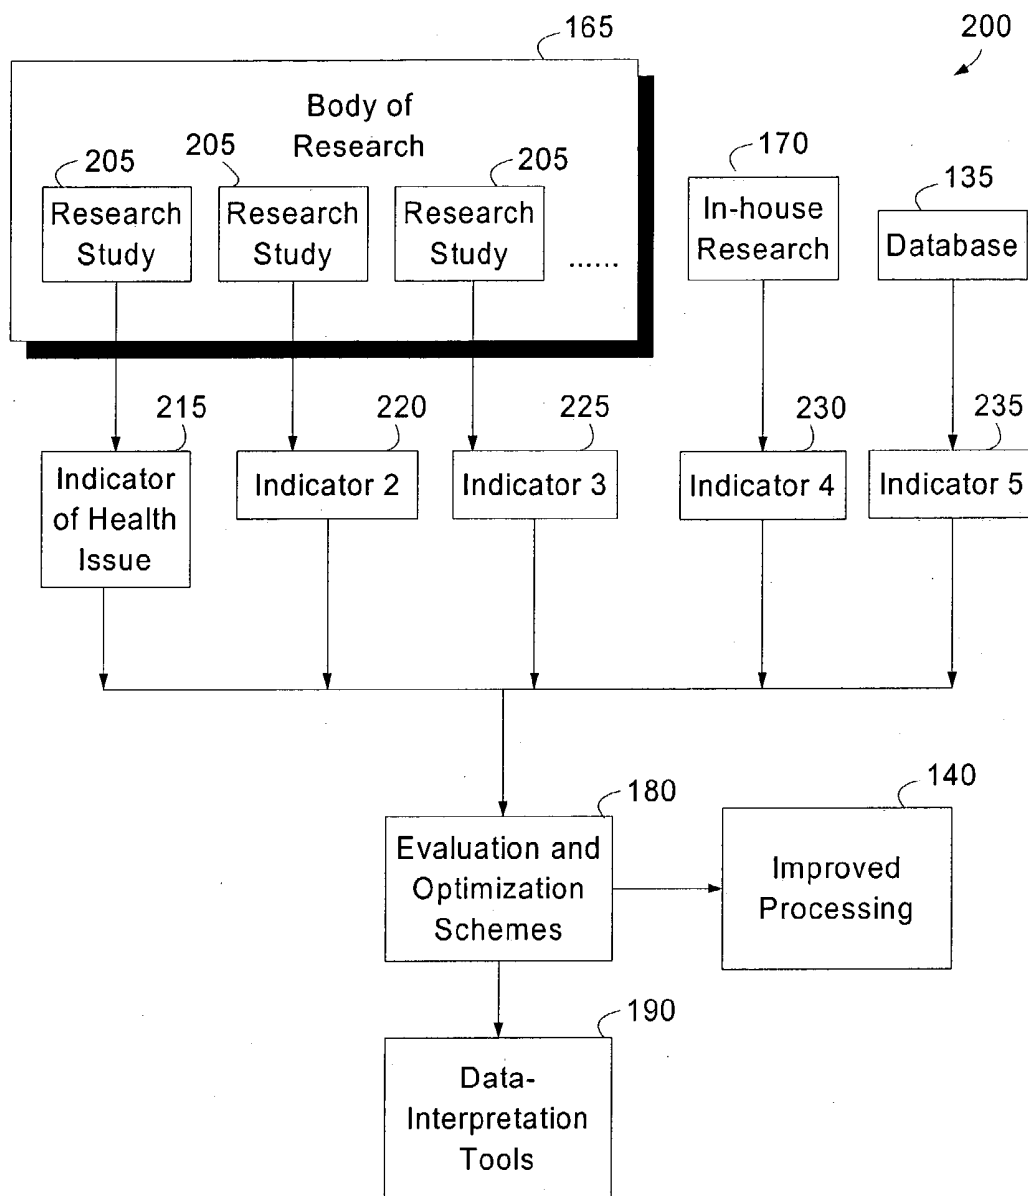 165
200
Body of
Research
205
205
205
170
135
Research
Study
Research
Study
Research
Study
......
In-house
Research
Database
215
220
225
230
235
Indicator
of Health
Issue
Indicator 2
Indicator 3
Indicator 4
Indicator 5
180
140
Evaluation and
Optimization
Schemes
Improved
Processing
190
Data-
Interpretation
Tools